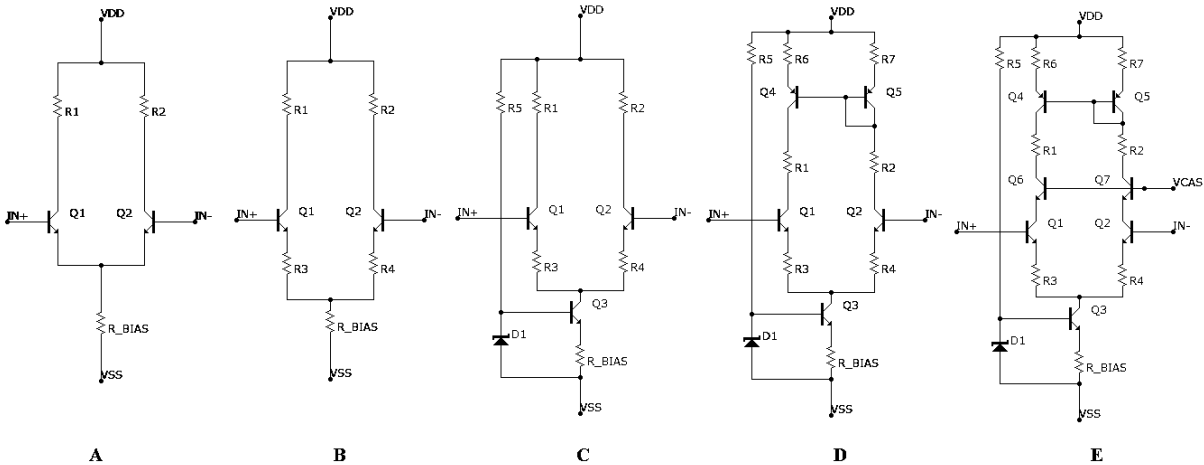 VDD
R1
R2
IN+
Q1
Q2
IN-
R_BIAS
VSS
A
VDD
R1
R2
IN+
Q1
Q2
IN-
R3
R4
R_BIAS
VSS
B
VDD
R5
R1
R2
IN+
Q1
Q2
IN-
R3
R4
Q3
D1
R_BIAS
VSS
C
VDD
R5
R6
R7
Q4
Q5
R1
R2
IN+
Q1
Q2
IN-
R3
R4
Q3
D1
R_BIAS
VSS
D
VDD
R5
R6
R7
Q4
Q5
R1
R2
Q6
Q7
VCAS
IN+
Q1
Q2
IN-
R3
R4
Q3
D1
R_BIAS
VSS
E